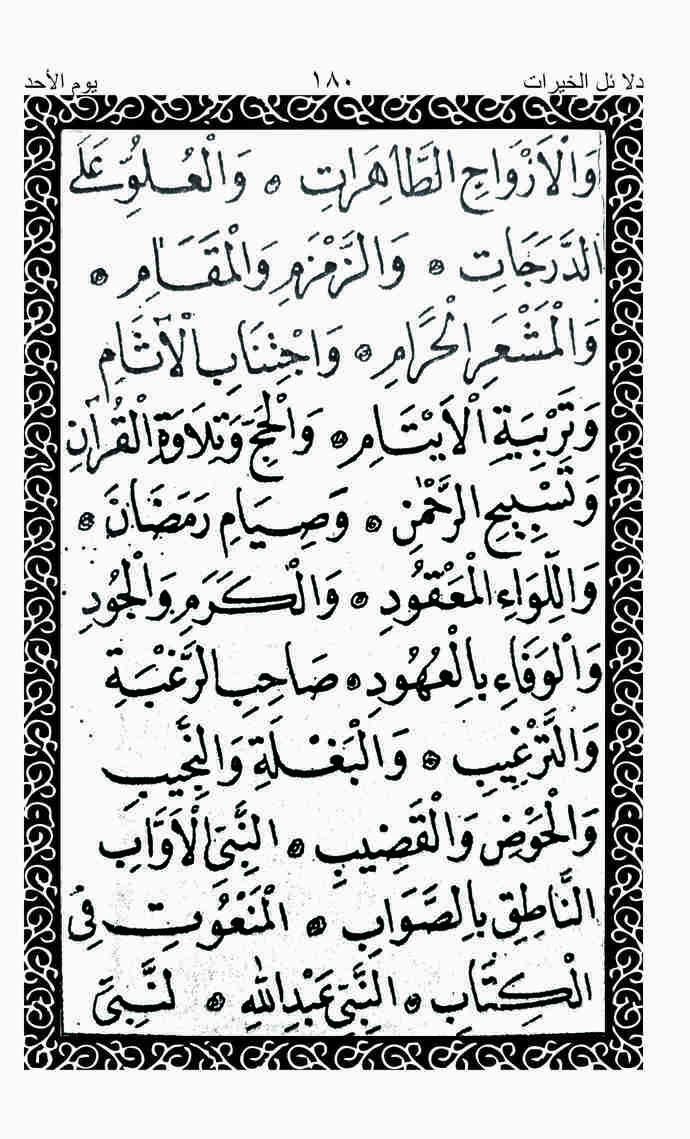 دلائل الخيرات ١٨٠ يوم الأحد
وَالْاَزْوَاجِ الطَّاهِرَاتِ ۞ وَالْعُلُوِّ عَلَى
الدَّرَجَاتِ ۞ وَالزَّمْزَمِ وَالْمَقَامِ ۞
وَالْمَشْعَرِ الْحَرَامِ ۞ وَاجْتِنَابِ الْآثَامِ
وَتَرْبِيَةِ الْاَيْتَامِ ۞ وَالْحَجِّ وَتِلَاوَةِ الْقُرْآنِ
وَتَسْبِيحِ الرَّحْمٰنِ ۞ وَصِيَامِ رَمَضَانَ ۞
وَاللِّوَاءِ الْمَعْقُودِ ۞ وَالْكَرَمِ وَالْجُودِ
وَالْوَفَاءِ بِالْعُهُودِ ۞ صَاحِبِ الرَّغْبَةِ
وَالتَّرْغِيبِ ۞ وَالْبَغْلَةِ وَالنَّجِيبِ
وَالْحَوْضِ وَالْقَضِيبِ ۞ النَّبِيِّ الْاَوَّابِ
النَّاطِقِ بِالصَّوَابِ ۞ الْمَنْعُوتِ فِي
الْكِتَابِ ۞ النَّبِيِّ عَبْدِ اللهِ ۞ لنَّبِيِّ